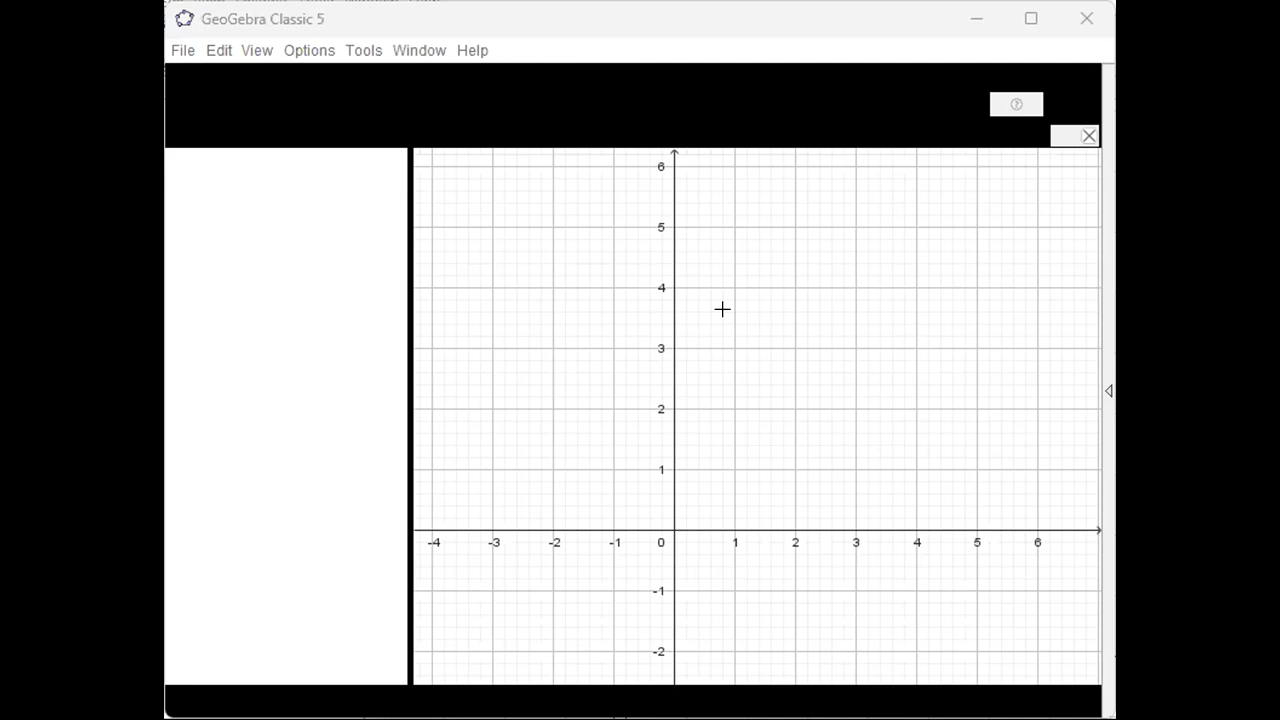 GeoGebra Classic 5
File Edit View Options Tools Window Help
6
5
4
3
2
1
-4 -3 -2 -1 0 1 2 3 4 5 6
-1
-2